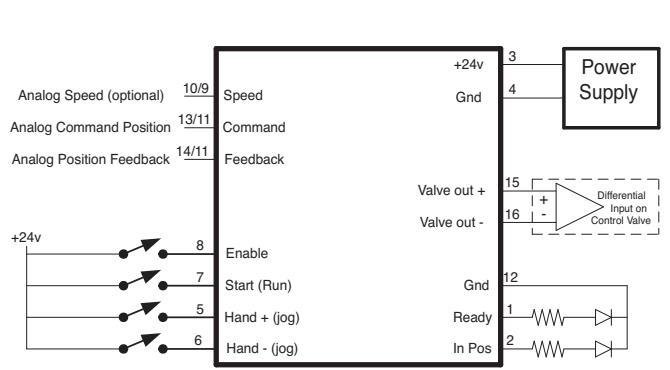 +24v
3
Power
Supply
Gnd
4
Analog Speed (optional)
10/9
Speed
Analog Command Position
13/11
Command
Analog Position Feedback
14/11
Feedback
Valve out +
15
+
Differential
Input on
Control Valve
Valve out -
16
-
+24v
8
Enable
7
Start (Run)
Gnd
12
5
Hand + (jog)
Ready
1
6
Hand - (jog)
In Pos
2